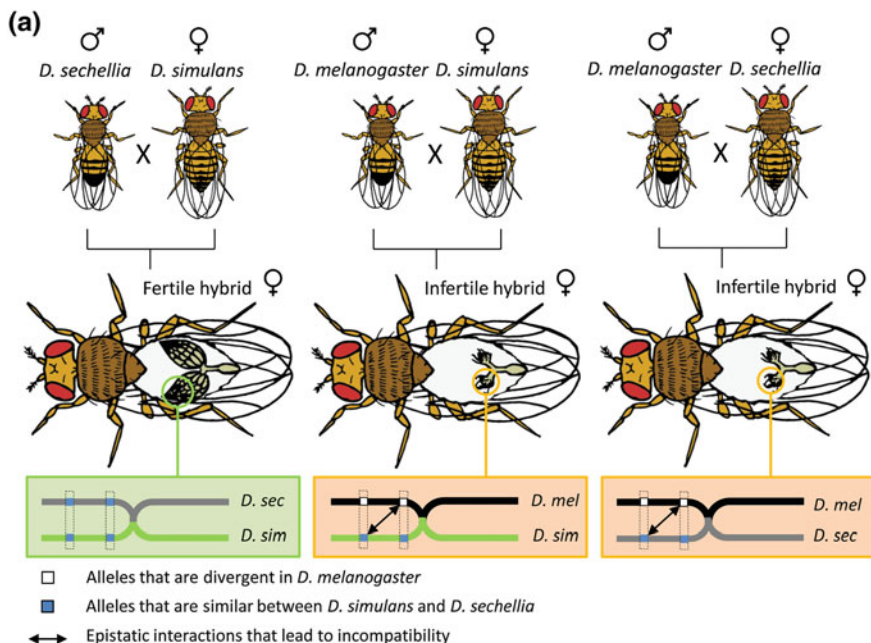 (a)
♂ ♀ ♂ ♀ ♂ ♀
D. sechellia D. simulans D. melanogaster D. simulans D. melanogaster D. sechellia
X X X
Fertile hybrid ♀ Infertile hybrid ♀ Infertile hybrid ♀
D. sec D. mel D. mel
D. sim D. sim D. sec
Alleles that are divergent in D. melanogaster
Alleles that are similar between D. simulans and D. sechellia
Epistatic interactions that lead to incompatibility